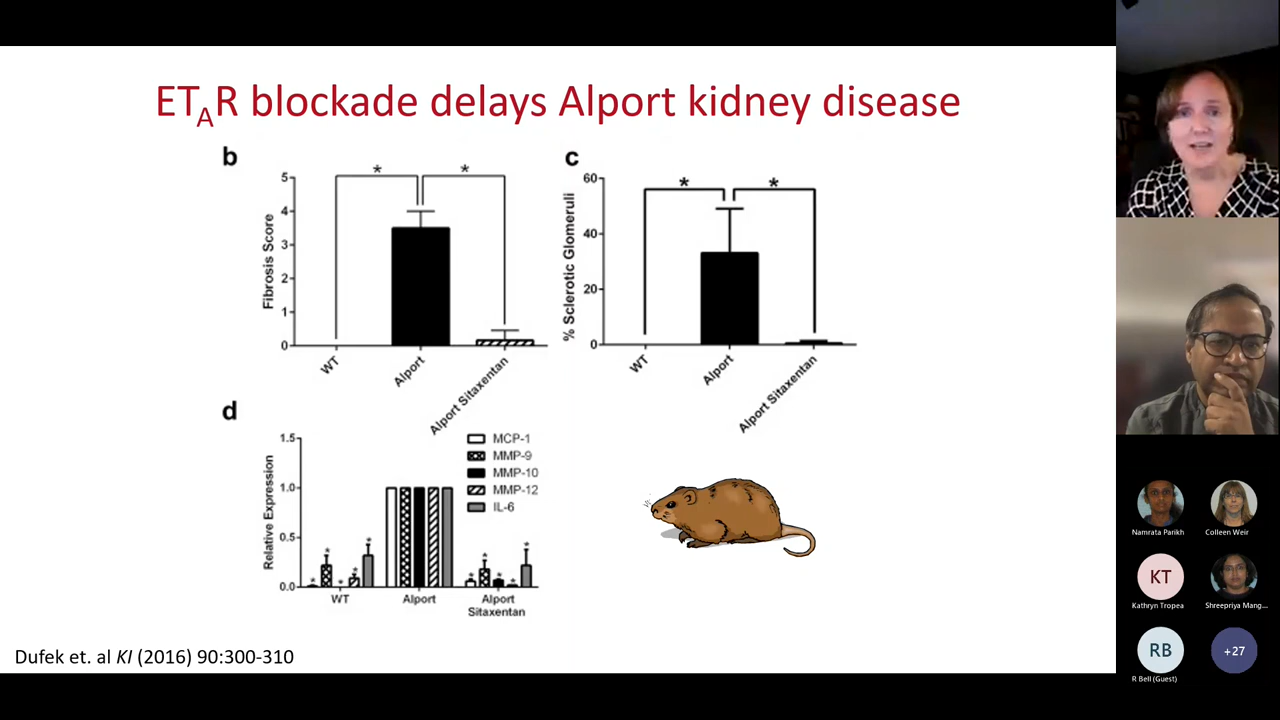 ETAR blockade delays Alport kidney disease
b
*
*
5
4
3
2
1
0
Fibrosis Score
WT
Alport
Alport Sitaxentan
c
*
*
60
40
20
0
% Sclerotic Glomeruli
WT
Alport
Alport Sitaxentan
d
1.5
1.0
0.5
0.0
Relative Expression
MCP-1
MMP-9
MMP-10
MMP-12
IL-6
* * * * *
* * * * *
WT
Alport
Alport
Sitaxentan
Dufek et. al KI (2016) 90:300-310
Namrata Parikh
Colleen Weir
KT
Kathryn Tropea
Shreepriya Mang...
RB
R Bell (Guest)
+27